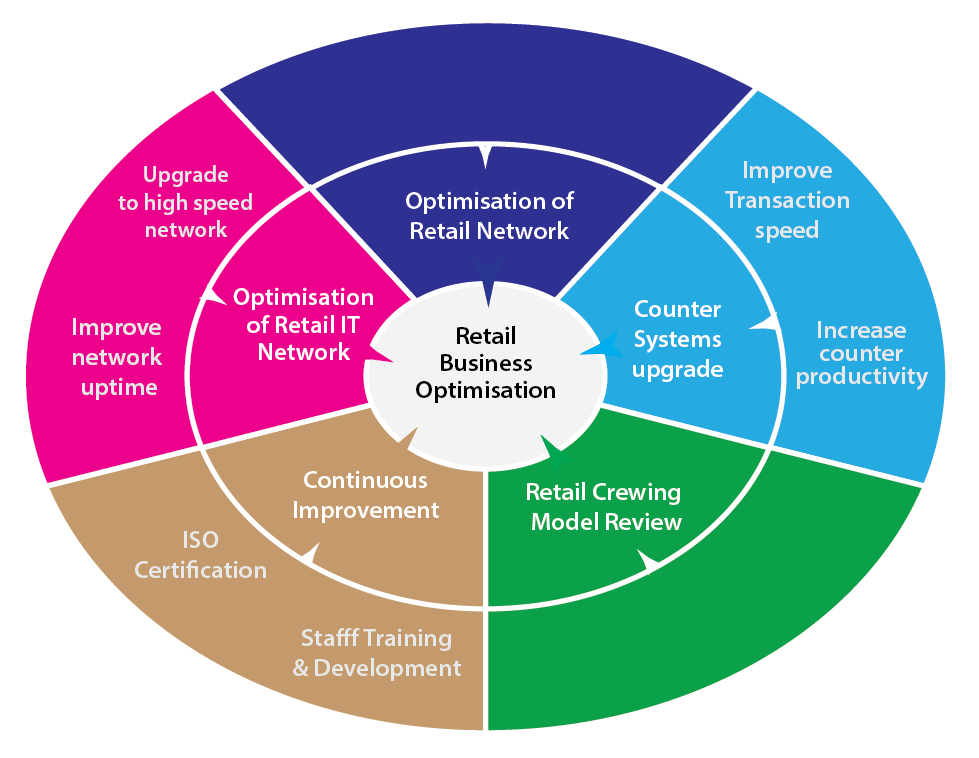 Optimisation of
Retail Network
Improve
Transaction
speed
Counter
Systems
upgrade
Increase
counter
productivity
Retail Crewing
Model Review
Continuous
Improvement
ISO
Certification
Stafff Training
& Development
Upgrade
to high speed
network
Optimisation
of Retail IT
Network
Improve
network
uptime
Retail
Business
Optimisation